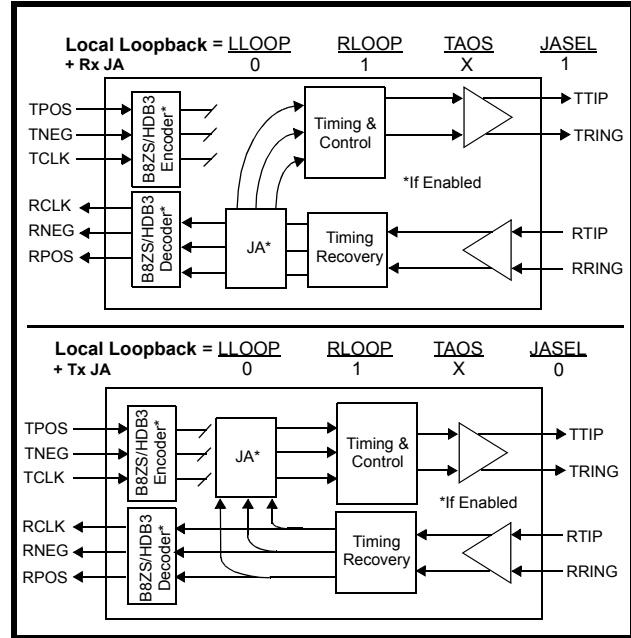 Local Loopback = LLOOP RLOOP TAOS JASEL
+ Rx JA 0 1 X 1
TPOS
TNEG
TCLK
B8ZS/HDB3
Encoder*
Timing &
Control
TTIP
TRING
*If Enabled
RCLK
RNEG
RPOS
B8ZS/HDB3
Decoder*
JA*
Timing
Recovery
RTIP
RRING
Local Loopback = LLOOP RLOOP TAOS JASEL
+ Tx JA 0 1 X 0
TPOS
TNEG
TCLK
B8ZS/HDB3
Encoder*
JA*
Timing &
Control
TTIP
TRING
*If Enabled
RCLK
RNEG
RPOS
B8ZS/HDB3
Decoder*
Timing
Recovery
RTIP
RRING